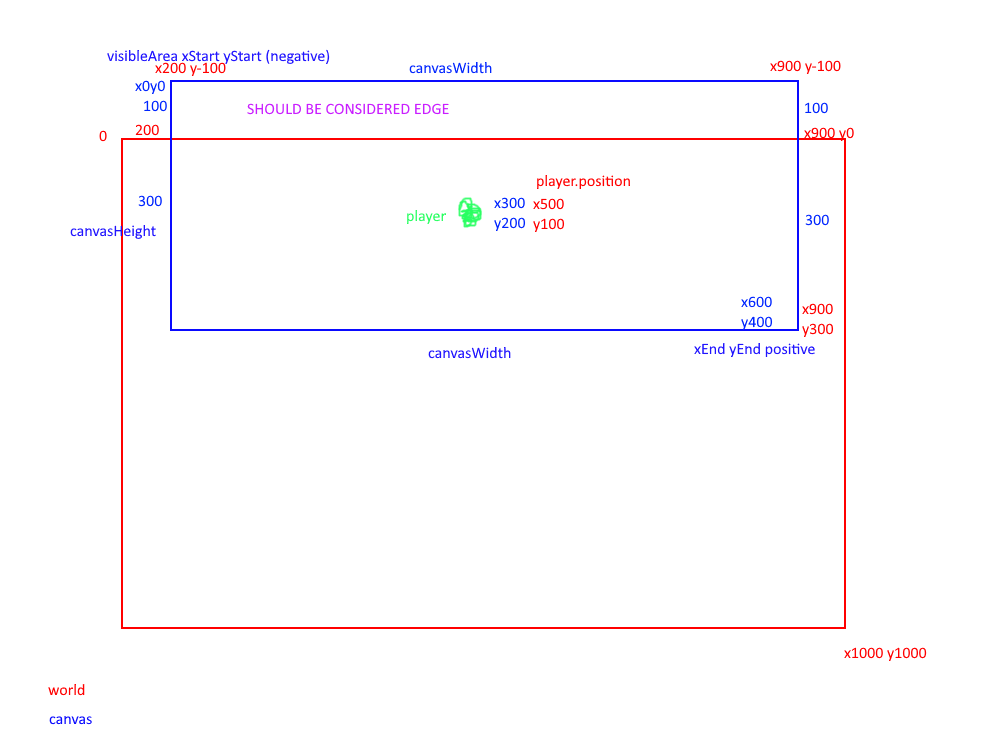 visibleArea xStart yStart (negative)
x200 y-100
canvasWidth
x900 y-100
x0y0
100
SHOULD BE CONSIDERED EDGE
100
0
200
x900 y0
player.position
300
x300
x500
player
y200
y100
300
canvasHeight
x600
x900
y400
y300
canvasWidth
xEnd yEnd positive
x1000 y1000
world
canvas